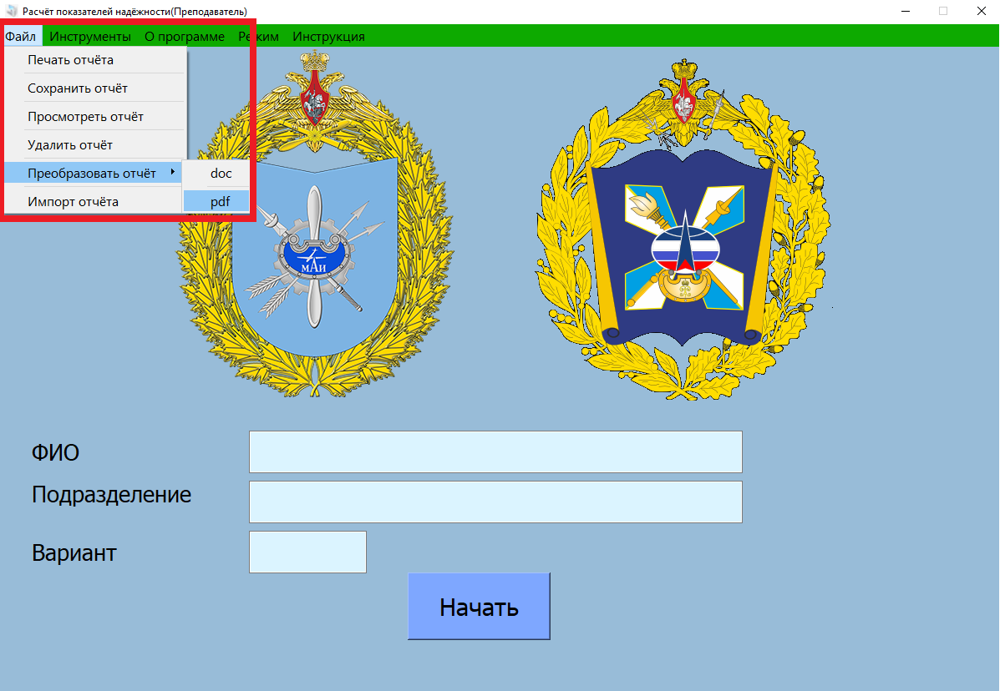 Расчёт показателей надёжности(Преподаватель)
Файл Инструменты О программе Режим Инструкция
Печать отчёта
Сохранить отчёт
Просмотреть отчёт
Удалить отчёт
Преобразовать отчёт
doc
Импорт отчёта
pdf
МАИ
ФИО
Подразделение
Вариант
Начать